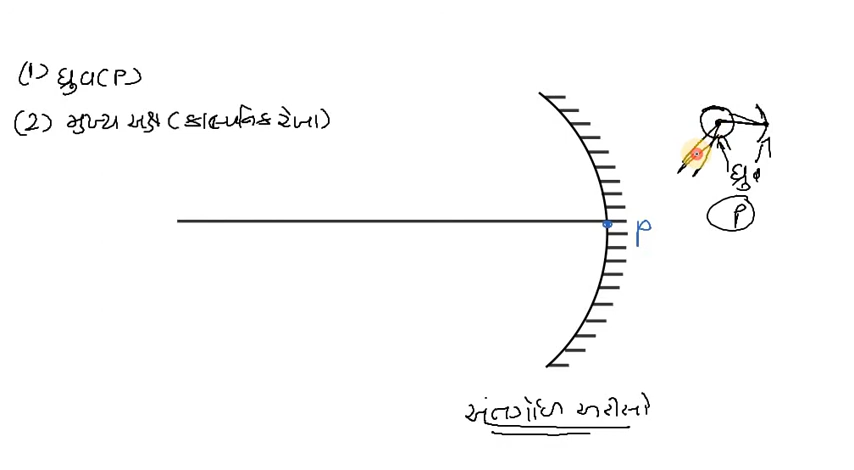 (1) ધ્રુવ (P)
(2) મુખ્ય અક્ષ (કાલ્પનિક રેખા)
ધ્રુવ
P
P
અંતર્ગોળ અરીસો